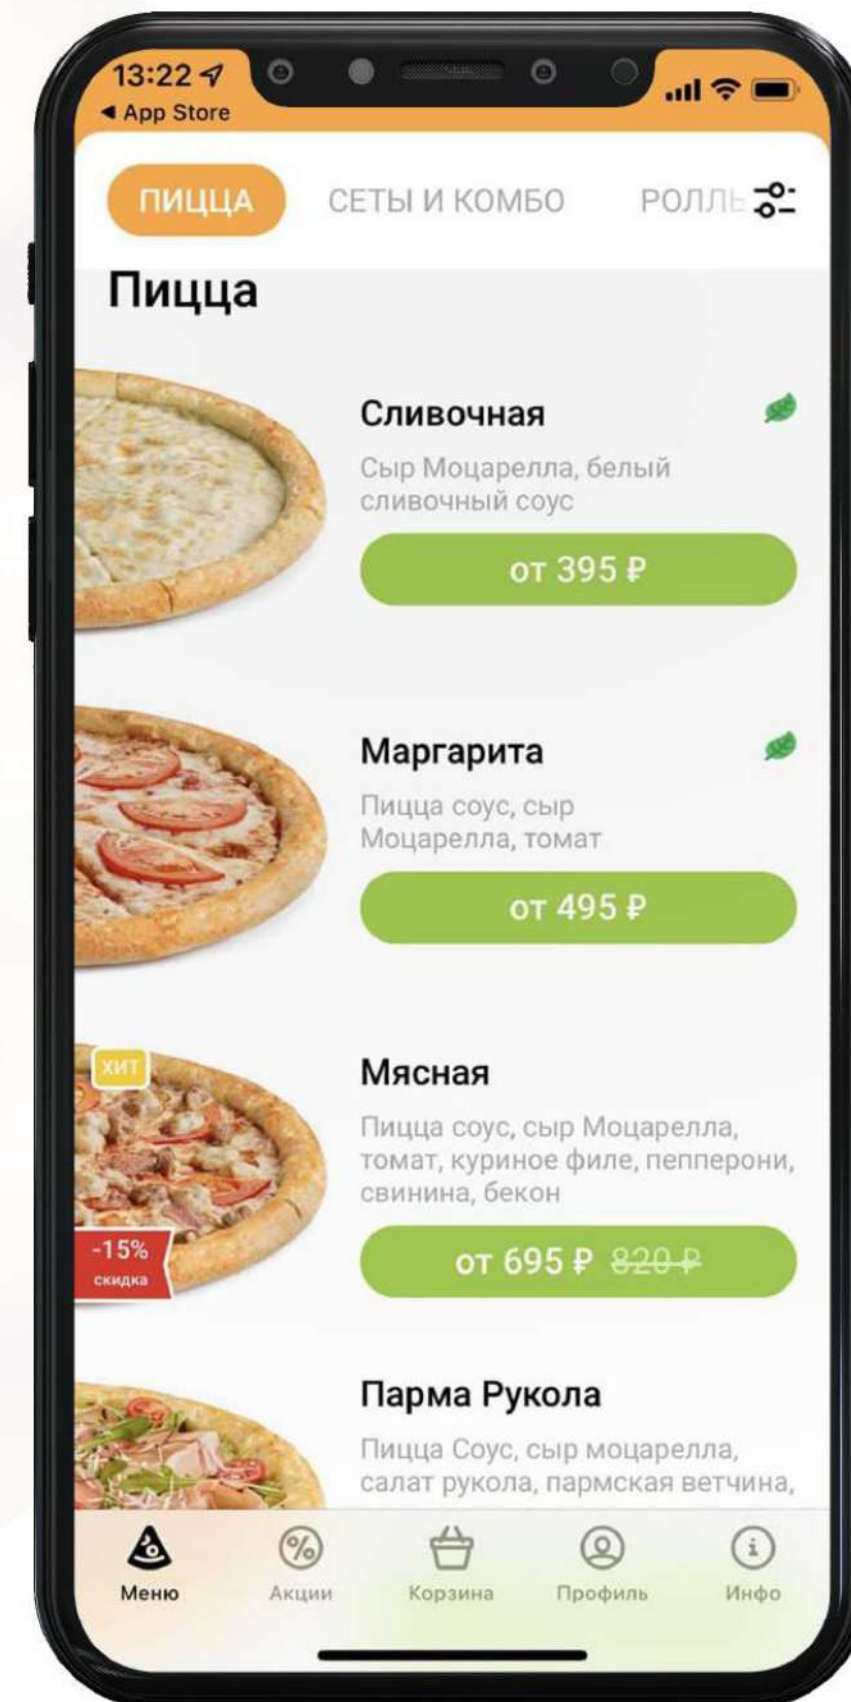 13:22
App Store
ПИЦЦА
СЕТЫ И КОМБО
РОЛЛЬ
Пицца
Сливочная
Сыр Моцарелла, белый
сливочный соус
от 395 ₽
Маргарита
Пицца соус, сыр
Моцарелла, томат
от 495 ₽
ХИТ
Мясная
Пицца соус, сыр Моцарелла,
томат, куриное филе, пепперони,
свинина, бекон
-15%
скидка
от 695 ₽ 820 ₽
Парма Рукола
Пицца Соус, сыр моцарелла,
салат рукола, пармская ветчина,
Меню
Акции
Корзина
Профиль
Инфо